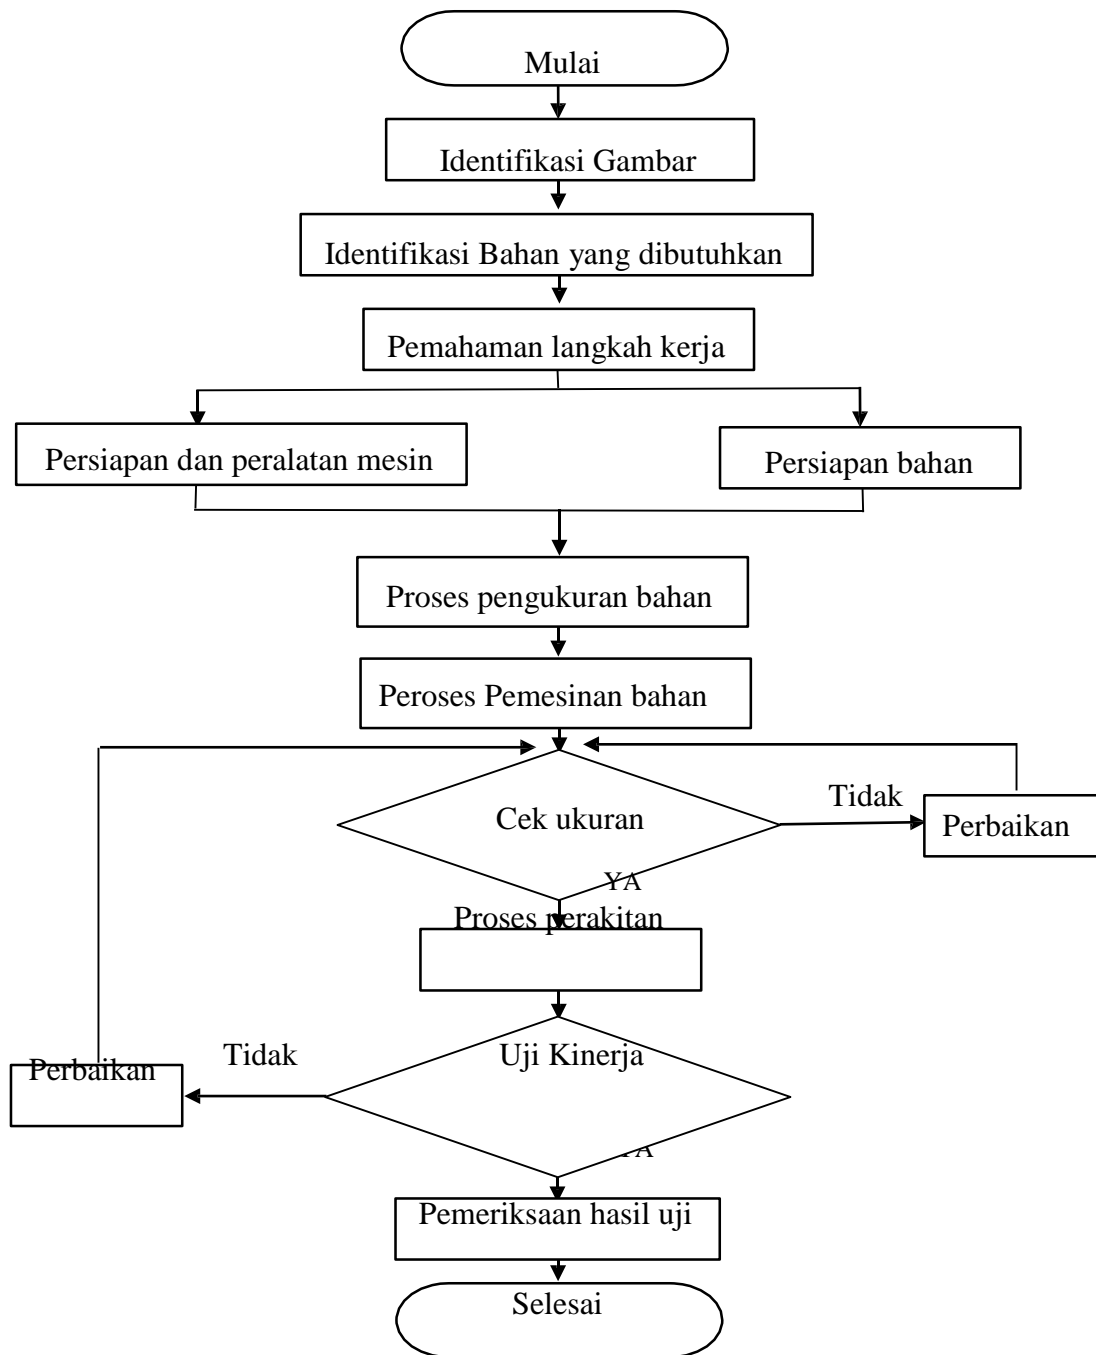 Mulai
Identifikasi Gambar
Identifikasi Bahan yang dibutuhkan
Pemahaman langkah kerja
Persiapan dan peralatan mesin
Persiapan bahan
Proses pengukuran bahan
Peroses Pemesinan bahan
Cek ukuran
Tidak
Perbaikan
YA
Proses perakitan
Uji Kinerja
Tidak
Perbaikan
YA
Pemeriksaan hasil uji
Selesai